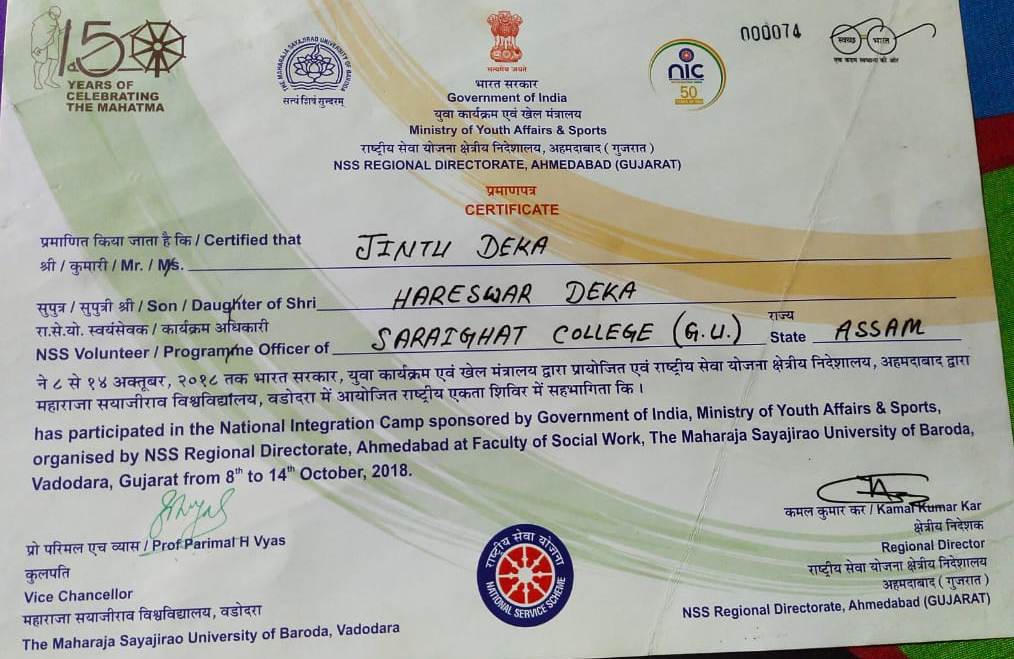 150
YEARS OF
CELEBRATING
THE MAHATMA
THE MAHARAJA SAYAJIRAO UNIVERSITY OF BARODA
सत्यं शिवं सुन्दरम्
सत्यमेव जयते
भारत सरकार
Government of India
युवा कार्यक्रम एवं खेल मंत्रालय
Ministry of Youth Affairs & Sports
राष्ट्रीय सेवा योजना क्षेत्रीय निदेशालय, अहमदाबाद ( गुजरात )
NSS REGIONAL DIRECTORATE, AHMEDABAD (GUJARAT)
nic
50
000074
स्वच्छ भारत
एक कदम स्वच्छता की ओर
प्रमाणपत्र
CERTIFICATE
प्रमाणित किया जाता है कि / Certified that
श्री / कुमारी / Mr. / Ms. JINTU DEKA
सुपुत्र / सुपुत्री श्री / Son / Daughter of Shri HARESWAR DEKA
रा.से.यो. स्वयंसेवक / कार्यक्रम अधिकारी
NSS Volunteer / Programme Officer of SARAIGHAT COLLEGE (G.U.) राज्य State ASSAM
ने ८ से १४ अक्तूबर, २०१८ तक भारत सरकार, युवा कार्यक्रम एवं खेल मंत्रालय द्वारा प्रायोजित एवं राष्ट्रीय सेवा योजना क्षेत्रीय निदेशालय, अहमदाबाद द्वारा
महाराजा सयाजीराव विश्वविद्यालय, वडोदरा में आयोजित राष्ट्रीय एकता शिविर में सहभागिता कि ।
has participated in the National Integration Camp sponsored by Government of India, Ministry of Youth Affairs & Sports,
organised by NSS Regional Directorate, Ahmedabad at Faculty of Social Work, The Maharaja Sayajirao University of Baroda,
Vadodara, Gujarat from 8th to 14th October, 2018.
प्रो परिमल एच व्यास / Prof Parimal H Vyas
कुलपति
Vice Chancellor
महाराजा सयाजीराव विश्वविद्यालय, वडोदरा
The Maharaja Sayajirao University of Baroda, Vadodara
राष्ट्रीय सेवा योजना
NATIONAL SERVICE SCHEME
कमल कुमार कर / Kamal Kumar Kar
क्षेत्रीय निदेशक
Regional Director
राष्ट्रीय सेवा योजना क्षेत्रीय निदेशालय
अहमदाबाद ( गुजरात )
NSS Regional Directorate, Ahmedabad (GUJARAT)